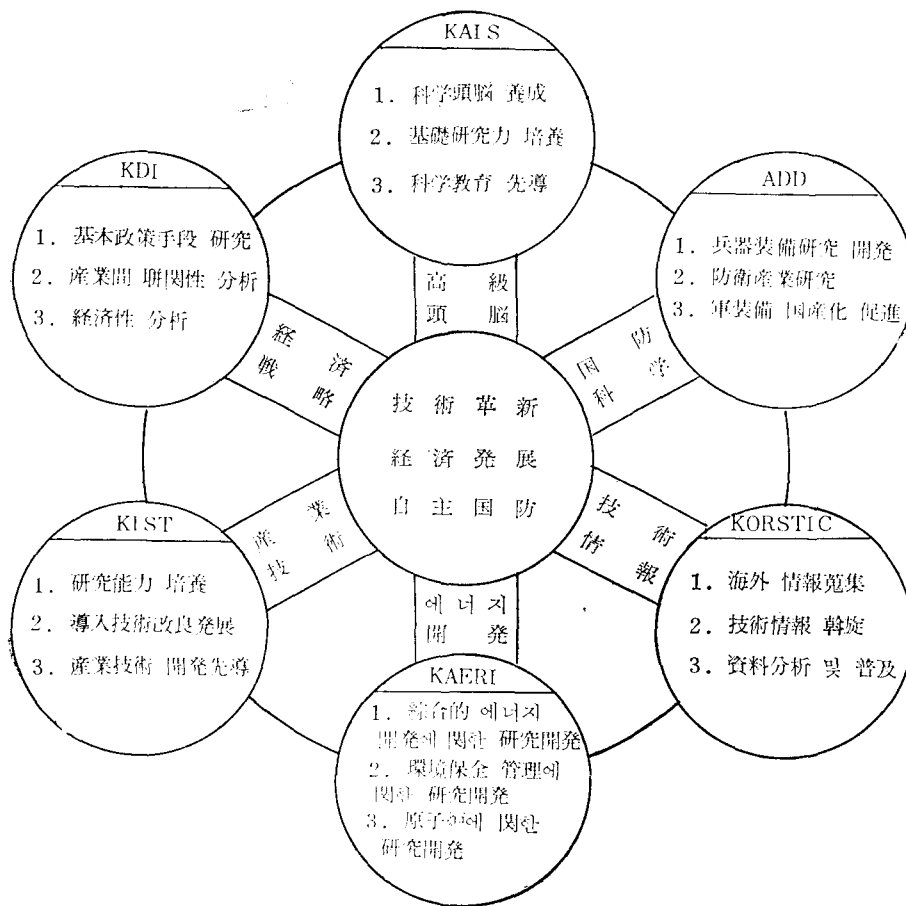 KAIS
1. 科学頭脳 養成
2. 基礎研究力 培養
3. 科学教育 先導
KDI
1. 基本政策手段 研究
2. 産業間 聨関性 分析
3. 経済性 分析
ADD
1. 兵器装備研究 開発
2. 防衛産業研究
3. 軍装備 国産化 促進
高級
頭脳
経済
戦略
国防
科学
技術革新
経済発展
自主国防
産業
技術
技術
情報
에너지
開発
KIST
1. 研究能力 培養
2. 導入技術改良発展
3. 産業技術 開発先導
KORSTIC
1. 海外 情報蒐集
2. 技術情報 斡旋
3. 資料分析 및 普及
KAERI
1. 綜合的 에너지
開発에 関한 研究開発
2. 環境保全 管理에
関한 研究開発
3. 原子力에 関한
研究開発